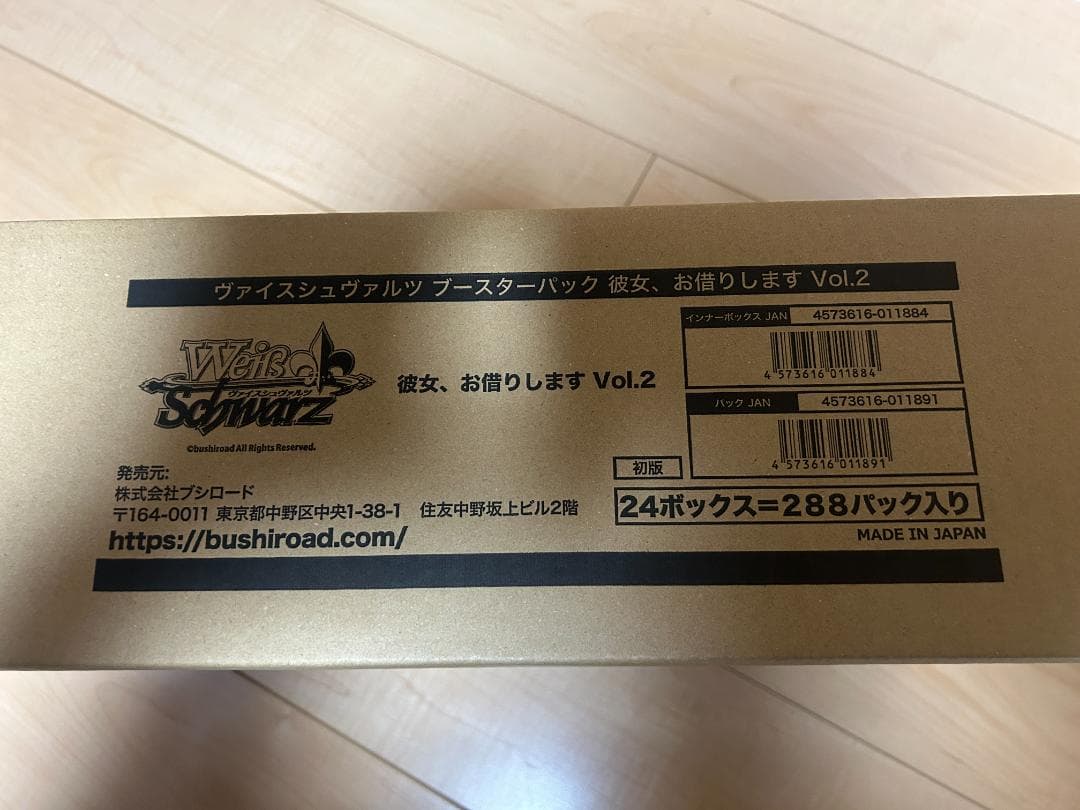 ヴァイスシュヴァルツ ブースターパック 彼女、お借りします Vol.2
Weiß
ヴァイスシュヴァルツ
Schwarz
©bushiroad All Rights Reserved.
彼女、お借りします Vol.2
インナーボックス JAN 4573616-011884
4 573616 011884
パック JAN 4573616-011891
4 573616 011891
初版
24ボックス=288パック入り
MADE IN JAPAN
発売元:
株式会社ブシロード
〒164-0011 東京都中野区中央1-38-1 住友中野坂上ビル2階
https://bushiroad.com/